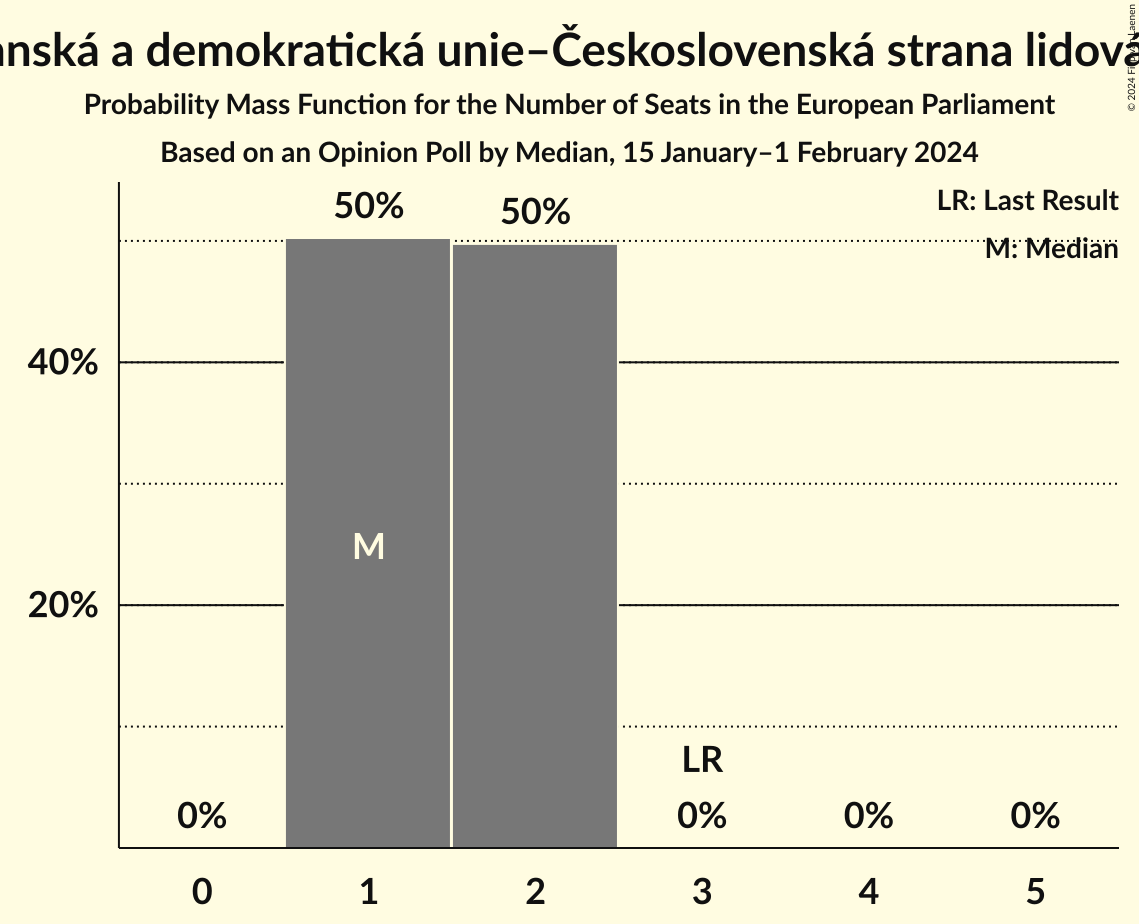 a demokratická unie–Československá strana
Probability Mass Function for the Number of Seats in the European Parliament
Based on an Opinion Poll by Median, 15 January–1 February 2024
LR: Last Result
M: Median
50%
50%
40%
20%
M
LR
0%
0%
0%
0%
0
1
2
3
4
5
© 2024